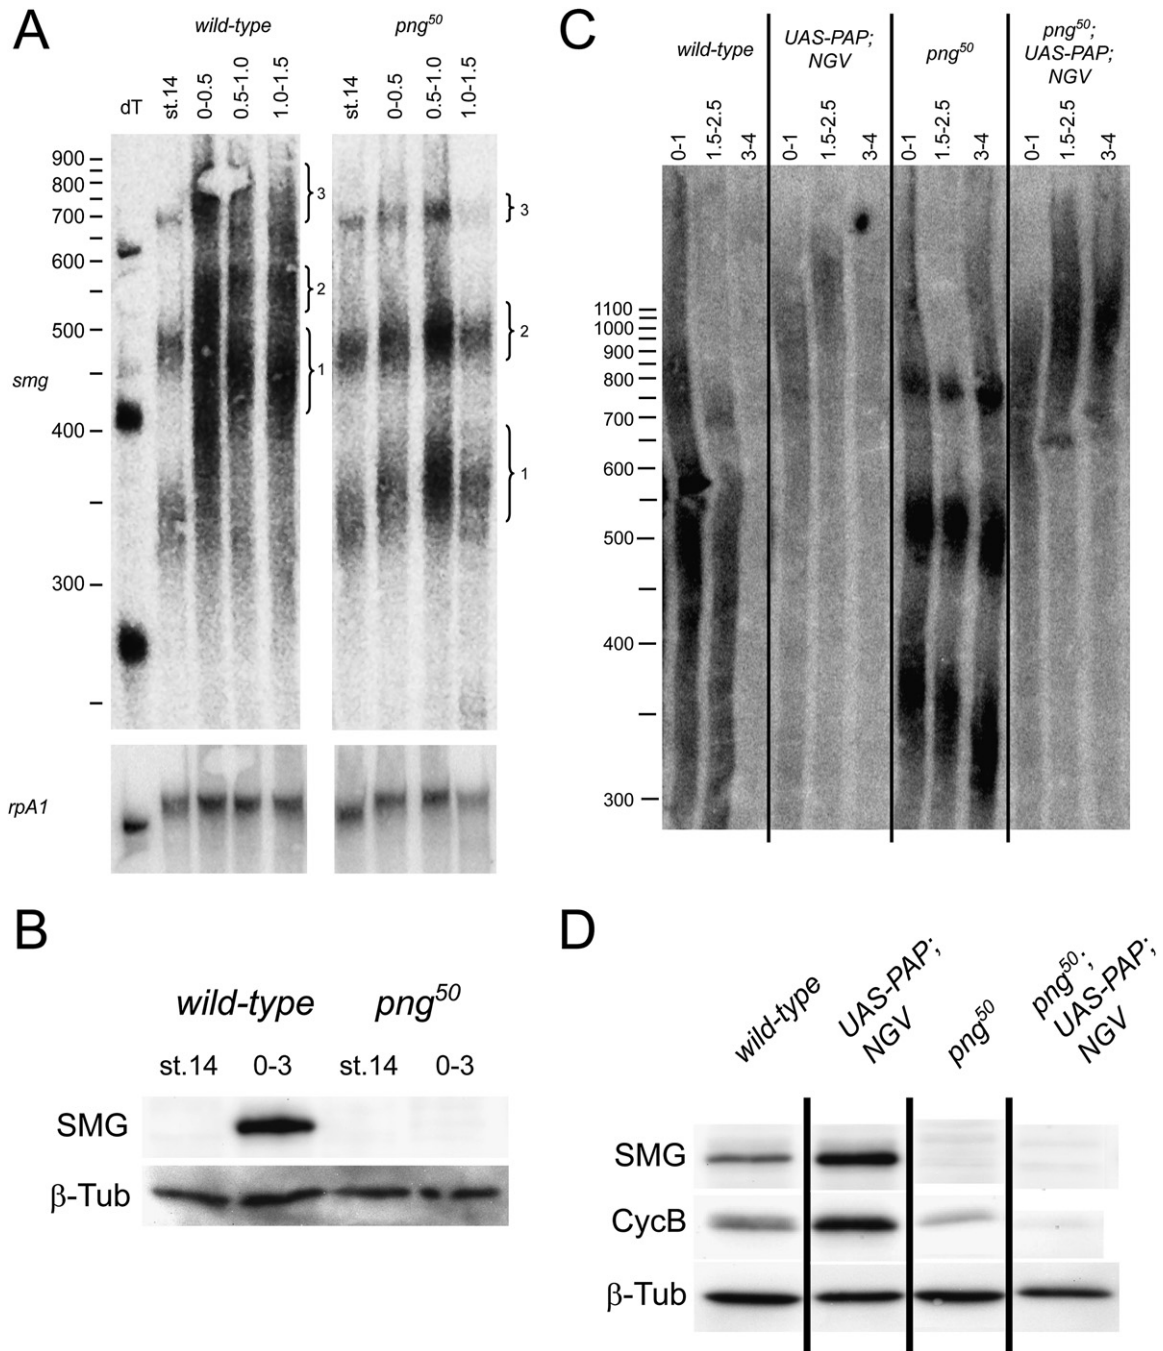 A
wild-type
png⁵⁰
dT
st.14
0-0.5
0.5-1.0
1.0-1.5
st.14
0-0.5
0.5-1.0
1.0-1.5
900
800
700
600
500
400
300
smg
3
2
1
3
2
1
rpA1
B
wild-type png⁵⁰
st.14 0-3 st.14 0-3
SMG
β-Tub
C
wild-type
UAS-PAP;
NGV
png⁵⁰
png⁵⁰;
UAS-PAP;
NGV
0-1
1.5-2.5
3-4
0-1
1.5-2.5
3-4
0-1
1.5-2.5
3-4
0-1
1.5-2.5
3-4
1100
1000
900
800
700
600
500
400
300
D
wild-type
UAS-PAP;
NGV
png⁵⁰
png⁵⁰;
UAS-PAP;
NGV
SMG
CycB
β-Tub